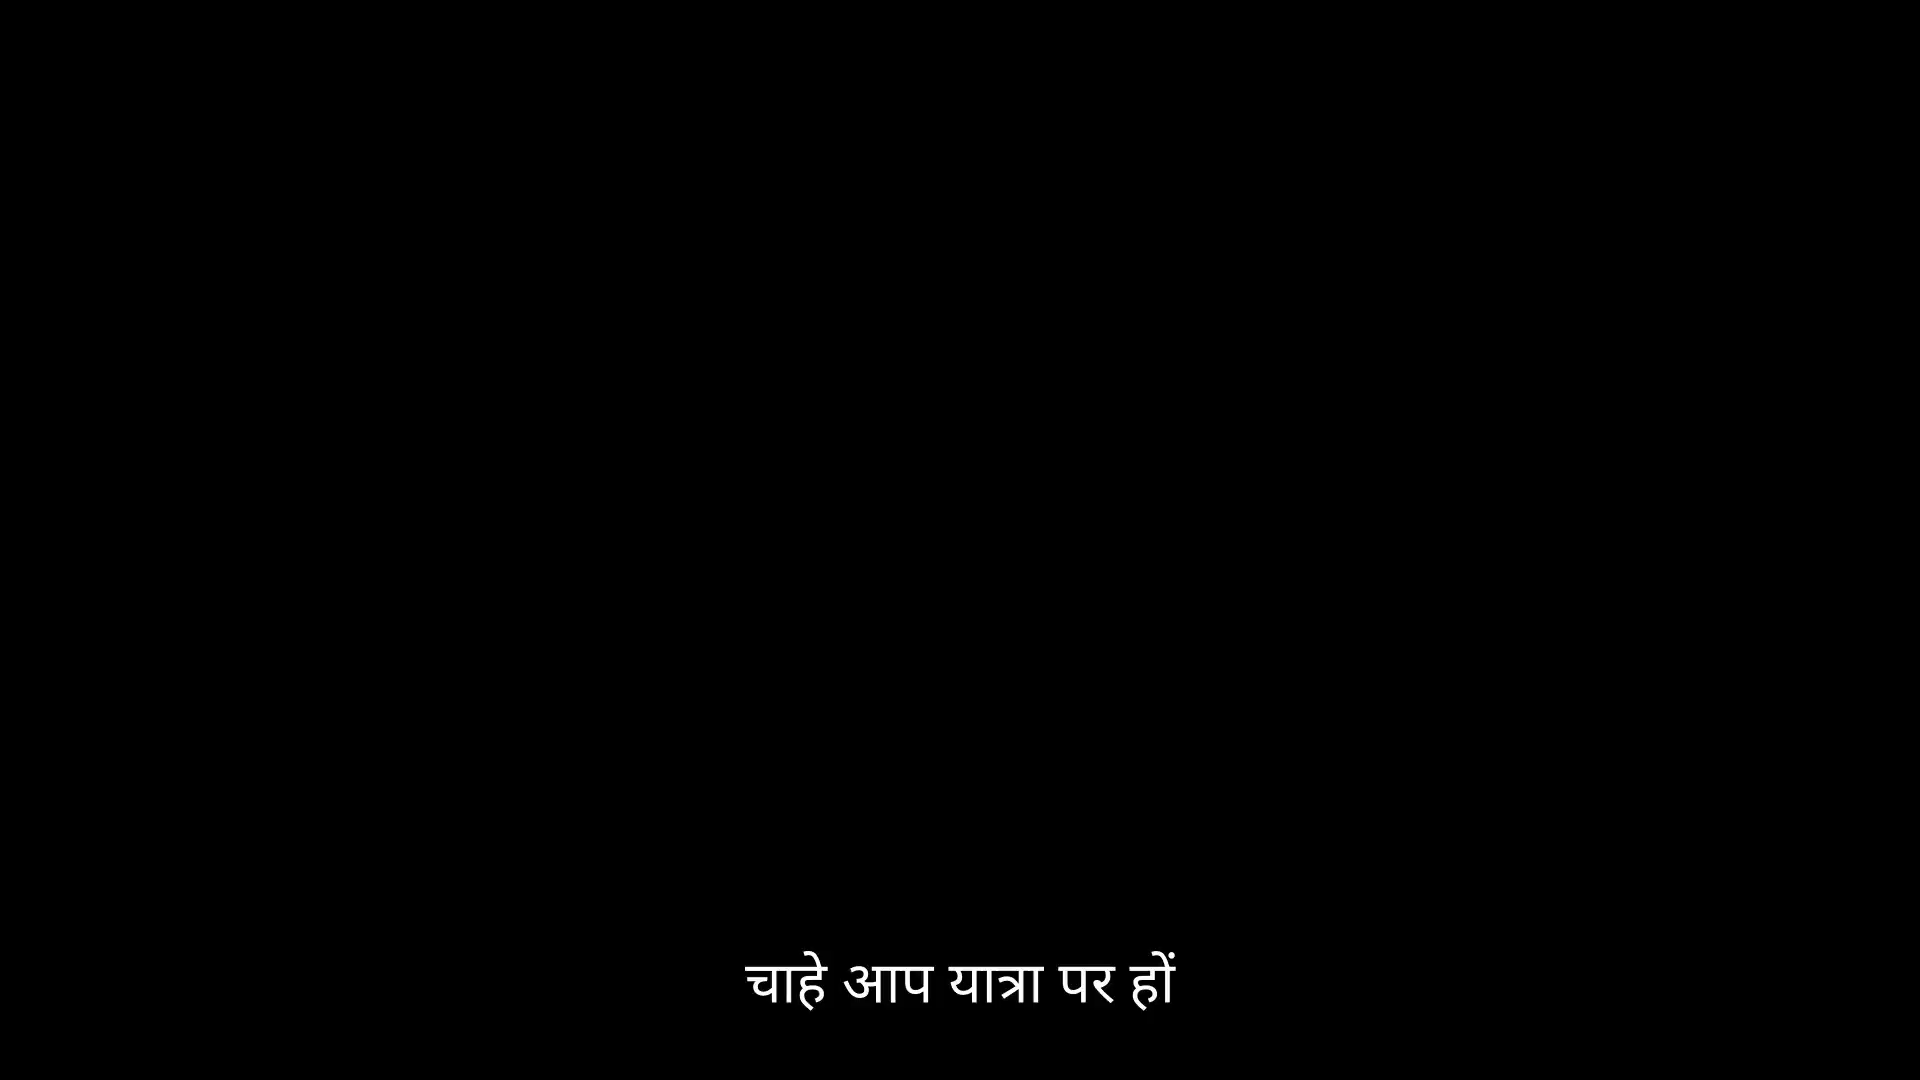 चाहे आप यात्रा पर हों